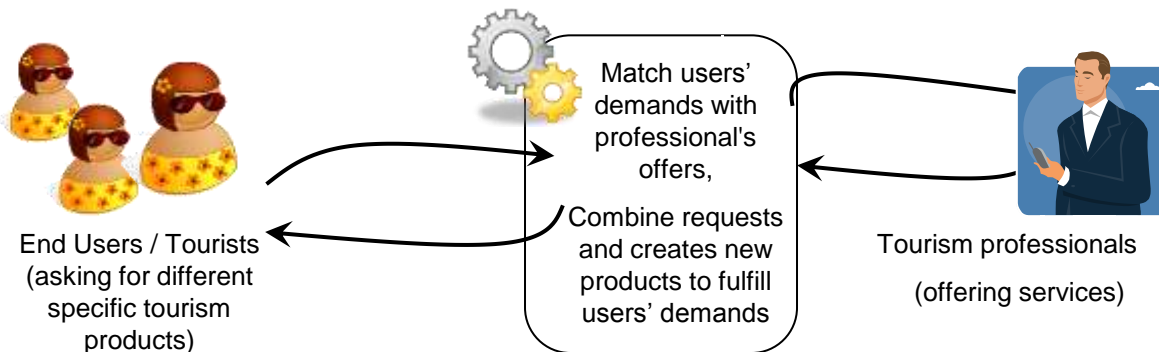 End Users / Tourists
(asking for different
specific tourism
products)
Match users’
demands with
professional's
offers,
Combine requests
and creates new
products to fulfill
users’ demands
Tourism professionals
(offering services)